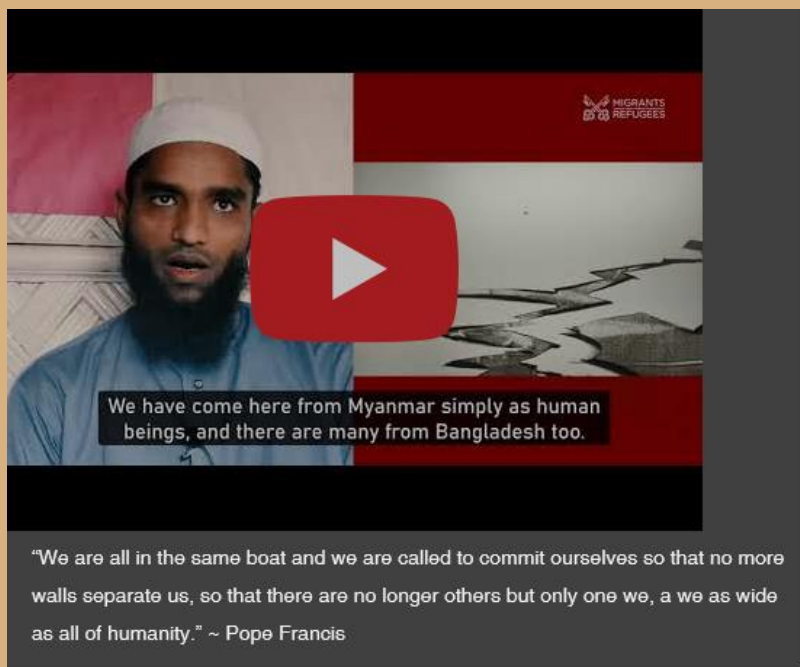 MIGRANTS
REFUGEES
We have come here from Myanmar simply as human
beings, and there are many from Bangladesh too.
“We are all in the same boat and we are called to commit ourselves so that no more
walls separate us, so that there are no longer others but only one we, a we as wide
as all of humanity.” ~ Pope Francis